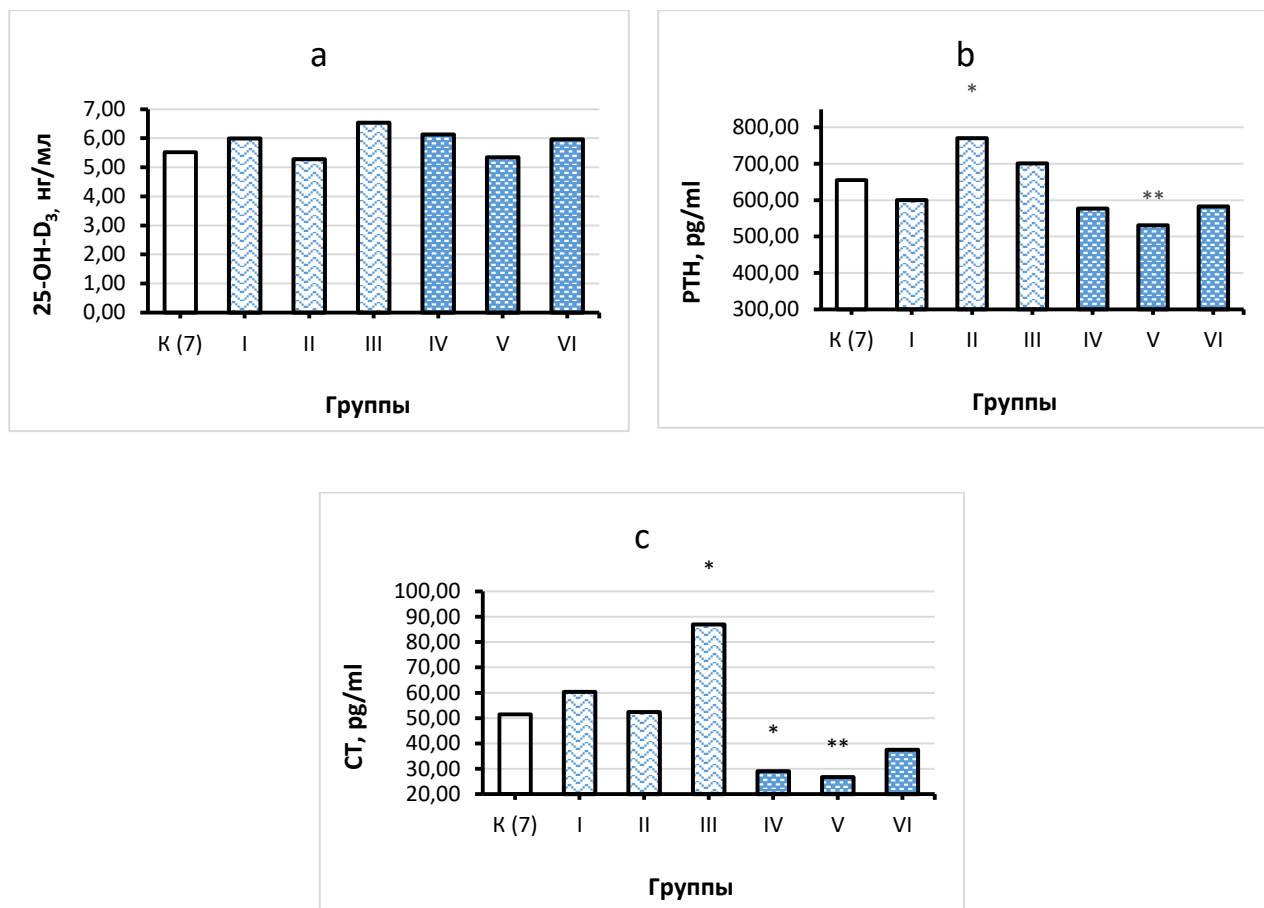 a
25-OH-D3, нг/мл
7,00
6,00
5,00
4,00
3,00
2,00
1,00
0,00
К (7) I II III IV V VI
Группы
b
*
PTH, pg/ml
800,00
700,00
600,00
500,00
400,00
300,00
**
К (7) I II III IV V VI
Группы
c
*
CT, pg/ml
100,00
90,00
80,00
70,00
60,00
50,00
40,00
30,00
20,00
* **
К (7) I II III IV V VI
Группы